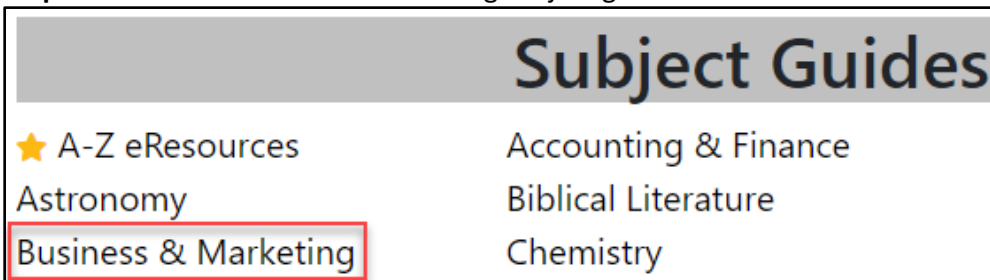 Subject Guides
A-Z eResources Accounting & Finance
Astronomy Biblical Literature
Business & Marketing Chemistry